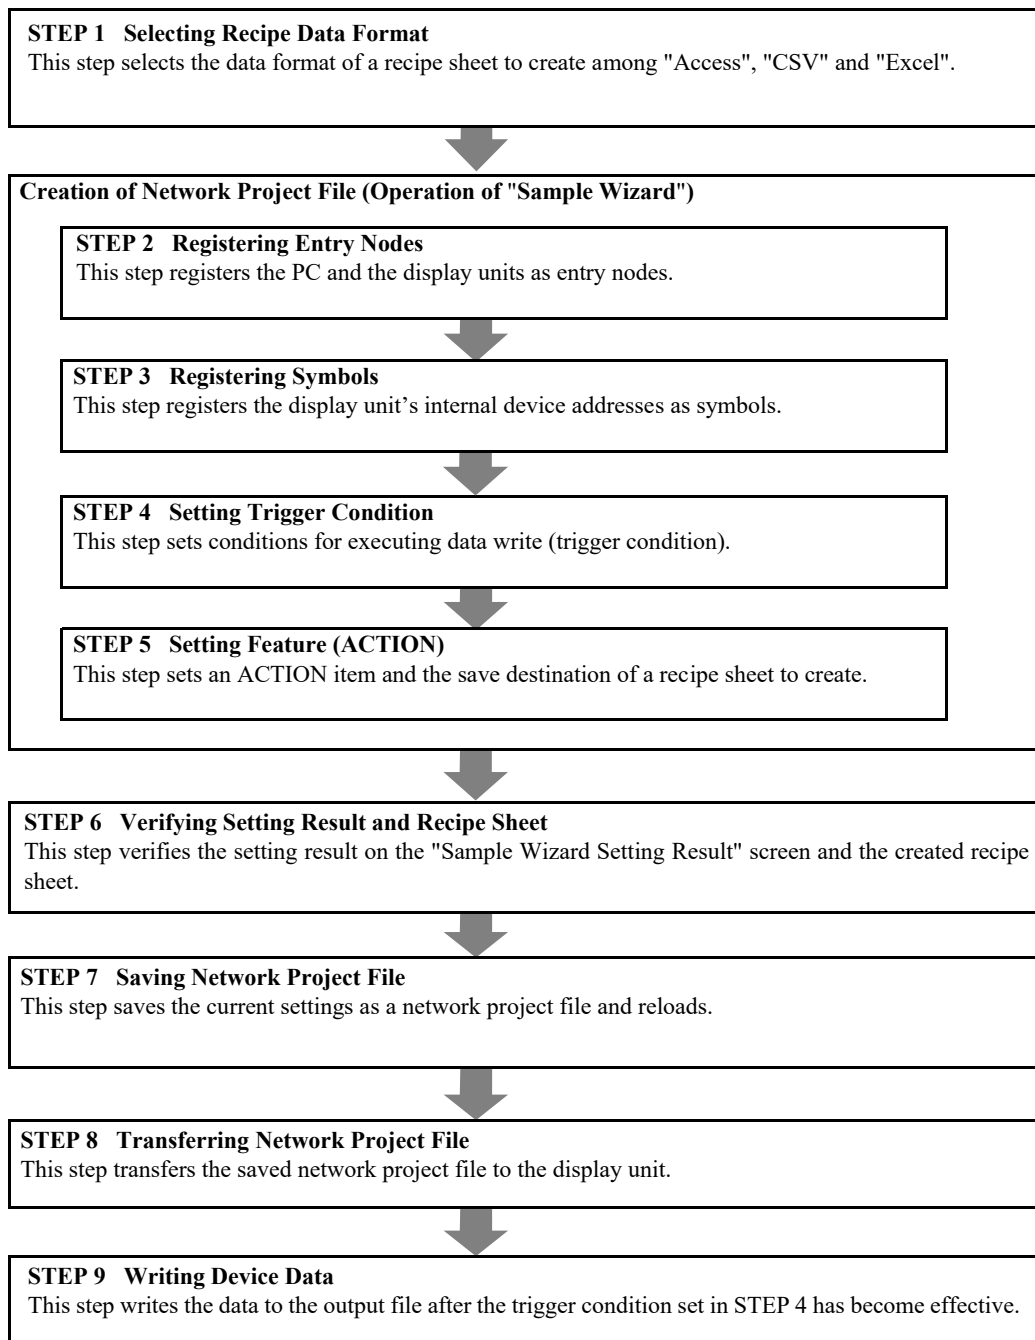 STEP 1 Selecting Recipe Data Format
This step selects the data format of a recipe sheet to create among "Access", "CSV" and "Excel".
Creation of Network Project File (Operation of "Sample Wizard")
STEP 2 Registering Entry Nodes
This step registers the PC and the display units as entry nodes.
STEP 3 Registering Symbols
This step registers the display unit’s internal device addresses as symbols.
STEP 4 Setting Trigger Condition
This step sets conditions for executing data write (trigger condition).
STEP 5 Setting Feature (ACTION)
This step sets an ACTION item and the save destination of a recipe sheet to create.
STEP 6 Verifying Setting Result and Recipe Sheet
This step verifies the setting result on the "Sample Wizard Setting Result" screen and the created recipe
sheet.
STEP 7 Saving Network Project File
This step saves the current settings as a network project file and reloads.
STEP 8 Transferring Network Project File
This step transfers the saved network project file to the display unit.
STEP 9 Writing Device Data
This step writes the data to the output file after the trigger condition set in STEP 4 has become effective.